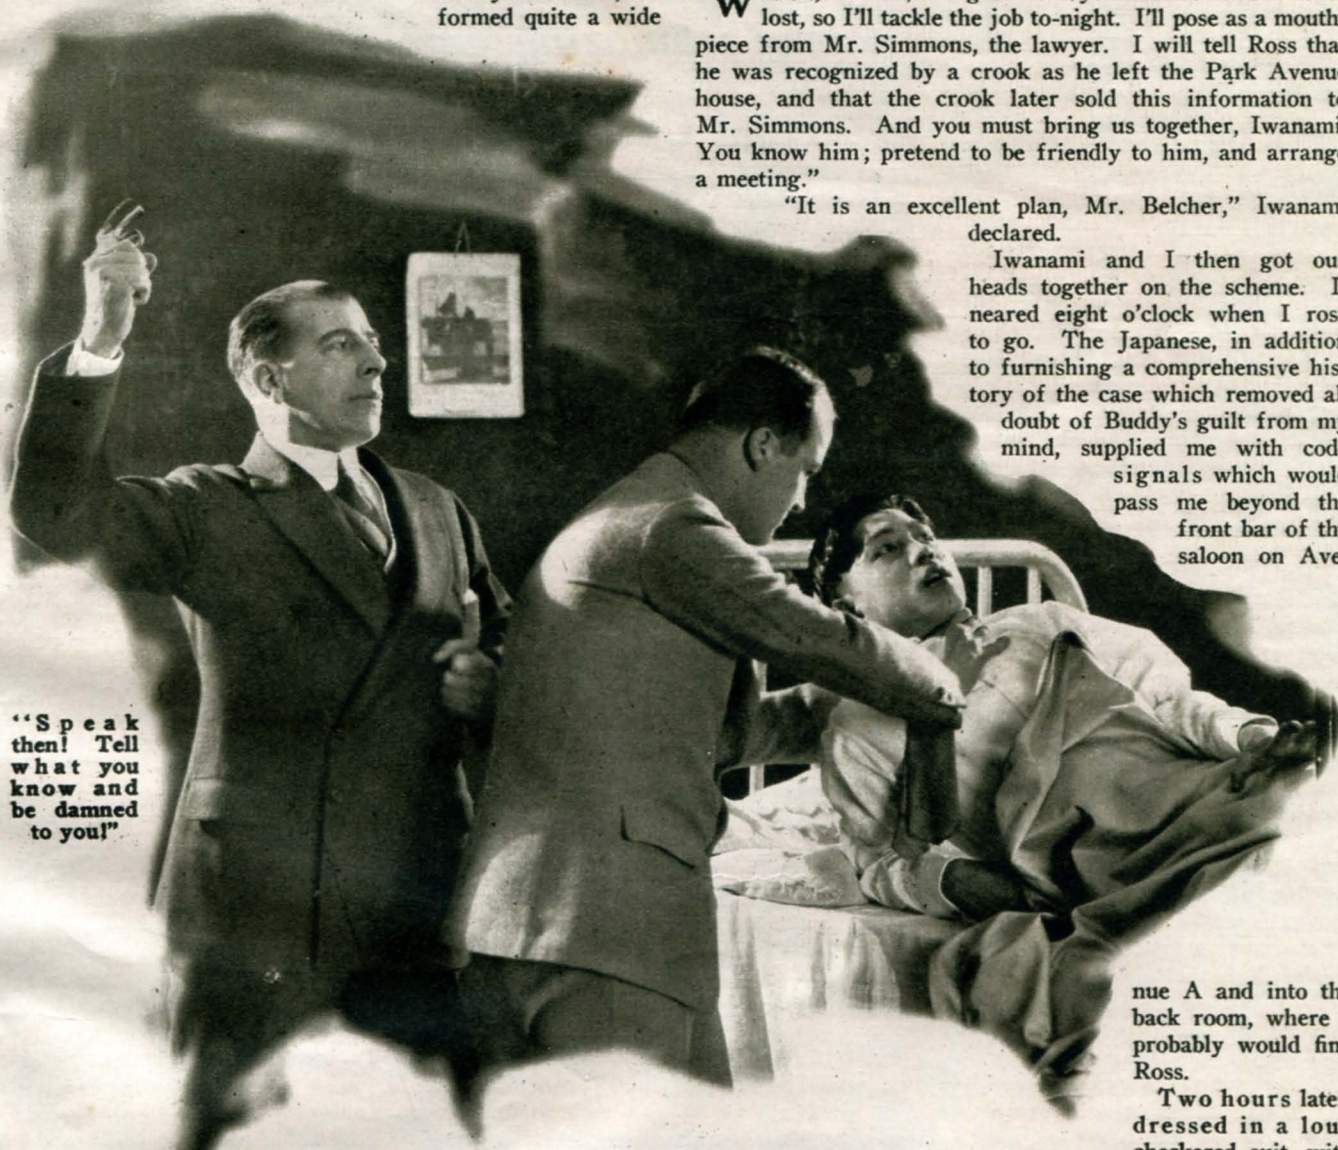 formed quite a wide
lost, so I'll tackle the job to-night. I'll pose as a mouth
piece from Mr. Simmons, the lawyer. I will tell Ross tha
he was recognized by a crook as he left the Park Avenu
house, and that the crook later sold this information t
Mr. Simmons. And you must bring us together, Iwanami
You know him; pretend to be friendly to him, and arrang
a meeting."
"It is an excellent plan, Mr. Belcher," Iwanam
declared.
Iwanami and I then got ou
heads together on the scheme. I
neared eight o'clock when I ros
to go. The Japanese, in additio
to furnishing a comprehensive his
tory of the case which removed al
doubt of Buddy's guilt from my
mind, supplied me with cod
signals which woul
pass me beyond th
front bar of th
saloon on Ave
"Speak
then! Tell
what you
know and
be damned
to you!"
nue A and into th
back room, where
probably would fin
Ross.
Two hours late
dressed in a lou